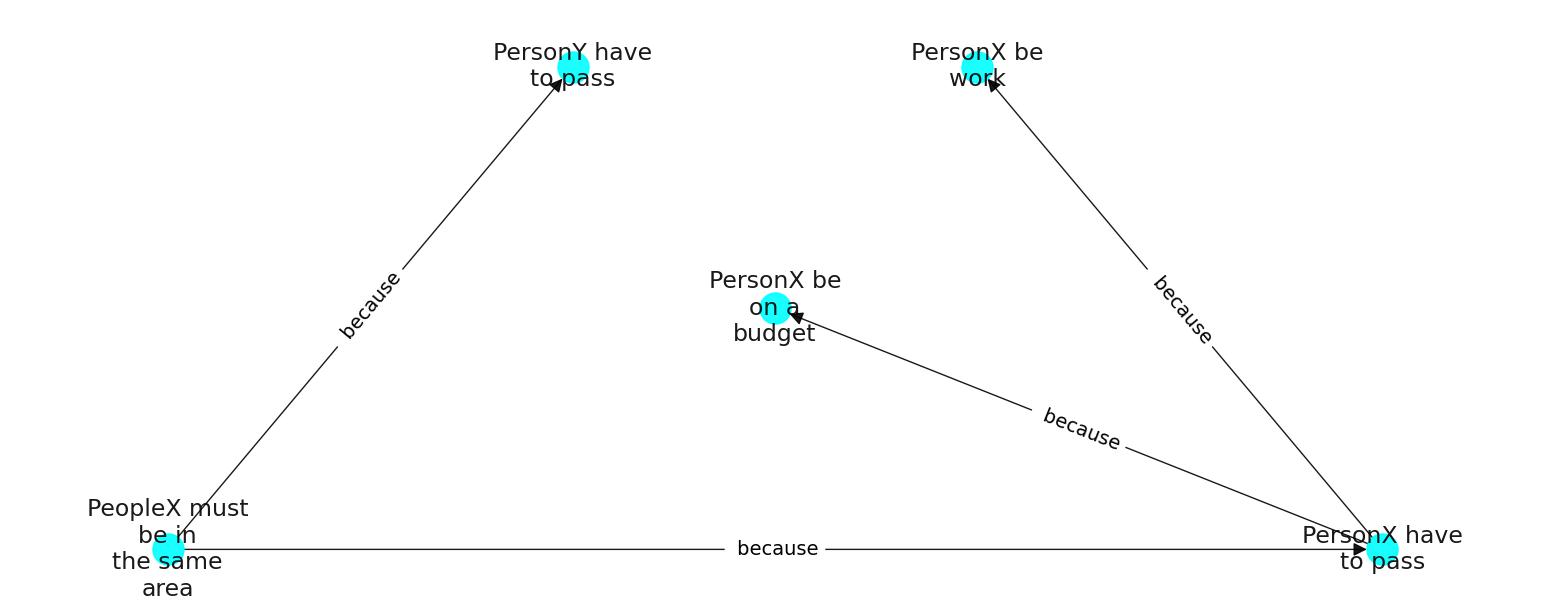 PersonY have
to pass
PersonX be
work
because
because
PersonX be
on a
budget
because
PeopleX must
be in
the same
area
because
PersonX have
to pass